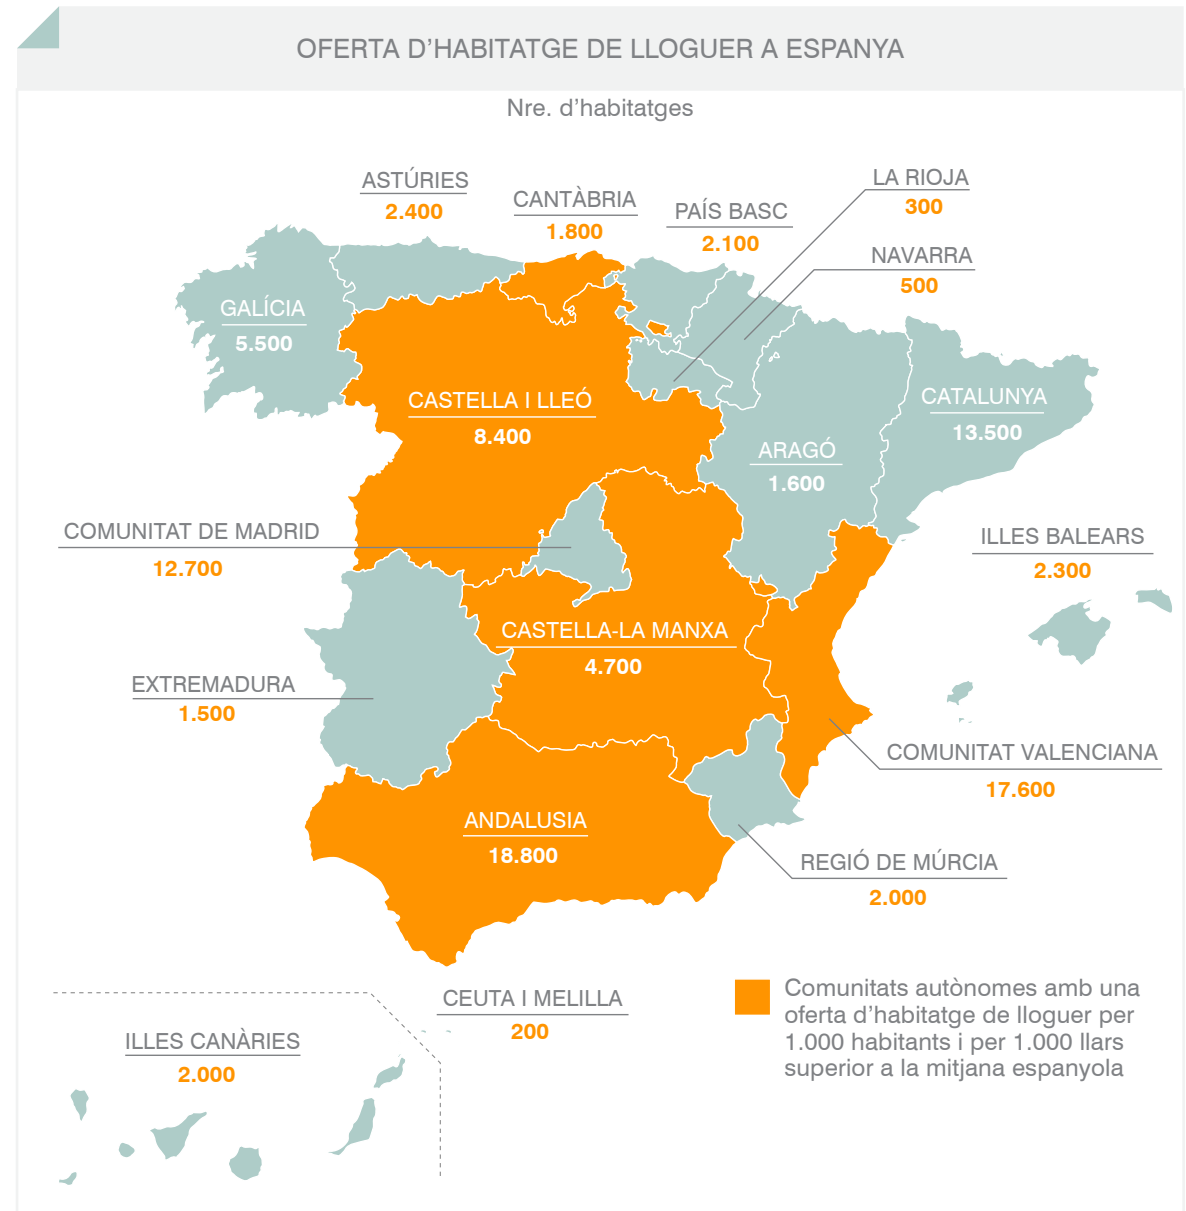 OFERTA D’HABITATGE DE LLOGUER A ESPANYA
Nre. d’habitatges
ASTÚRIES
2.400
CANTÀBRIA
1.800
PAÍS BASC
2.100
LA RIOJA
300
NAVARRA
500
GALÍCIA
5.500
CASTELLA I LLEÓ
8.400
ARAGÓ
1.600
CATALUNYA
13.500
COMUNITAT DE MADRID
12.700
ILLES BALEARS
2.300
CASTELLA-LA MANXA
4.700
EXTREMADURA
1.500
COMUNITAT VALENCIANA
17.600
ANDALUSIA
18.800
REGIÓ DE MÚRCIA
2.000
CEUTA I MELILLA
200
ILLES CANÀRIES
2.000
Comunitats autònomes amb una
oferta d’habitatge de lloguer per
1.000 habitants i per 1.000 llars
superior a la mitjana espanyola